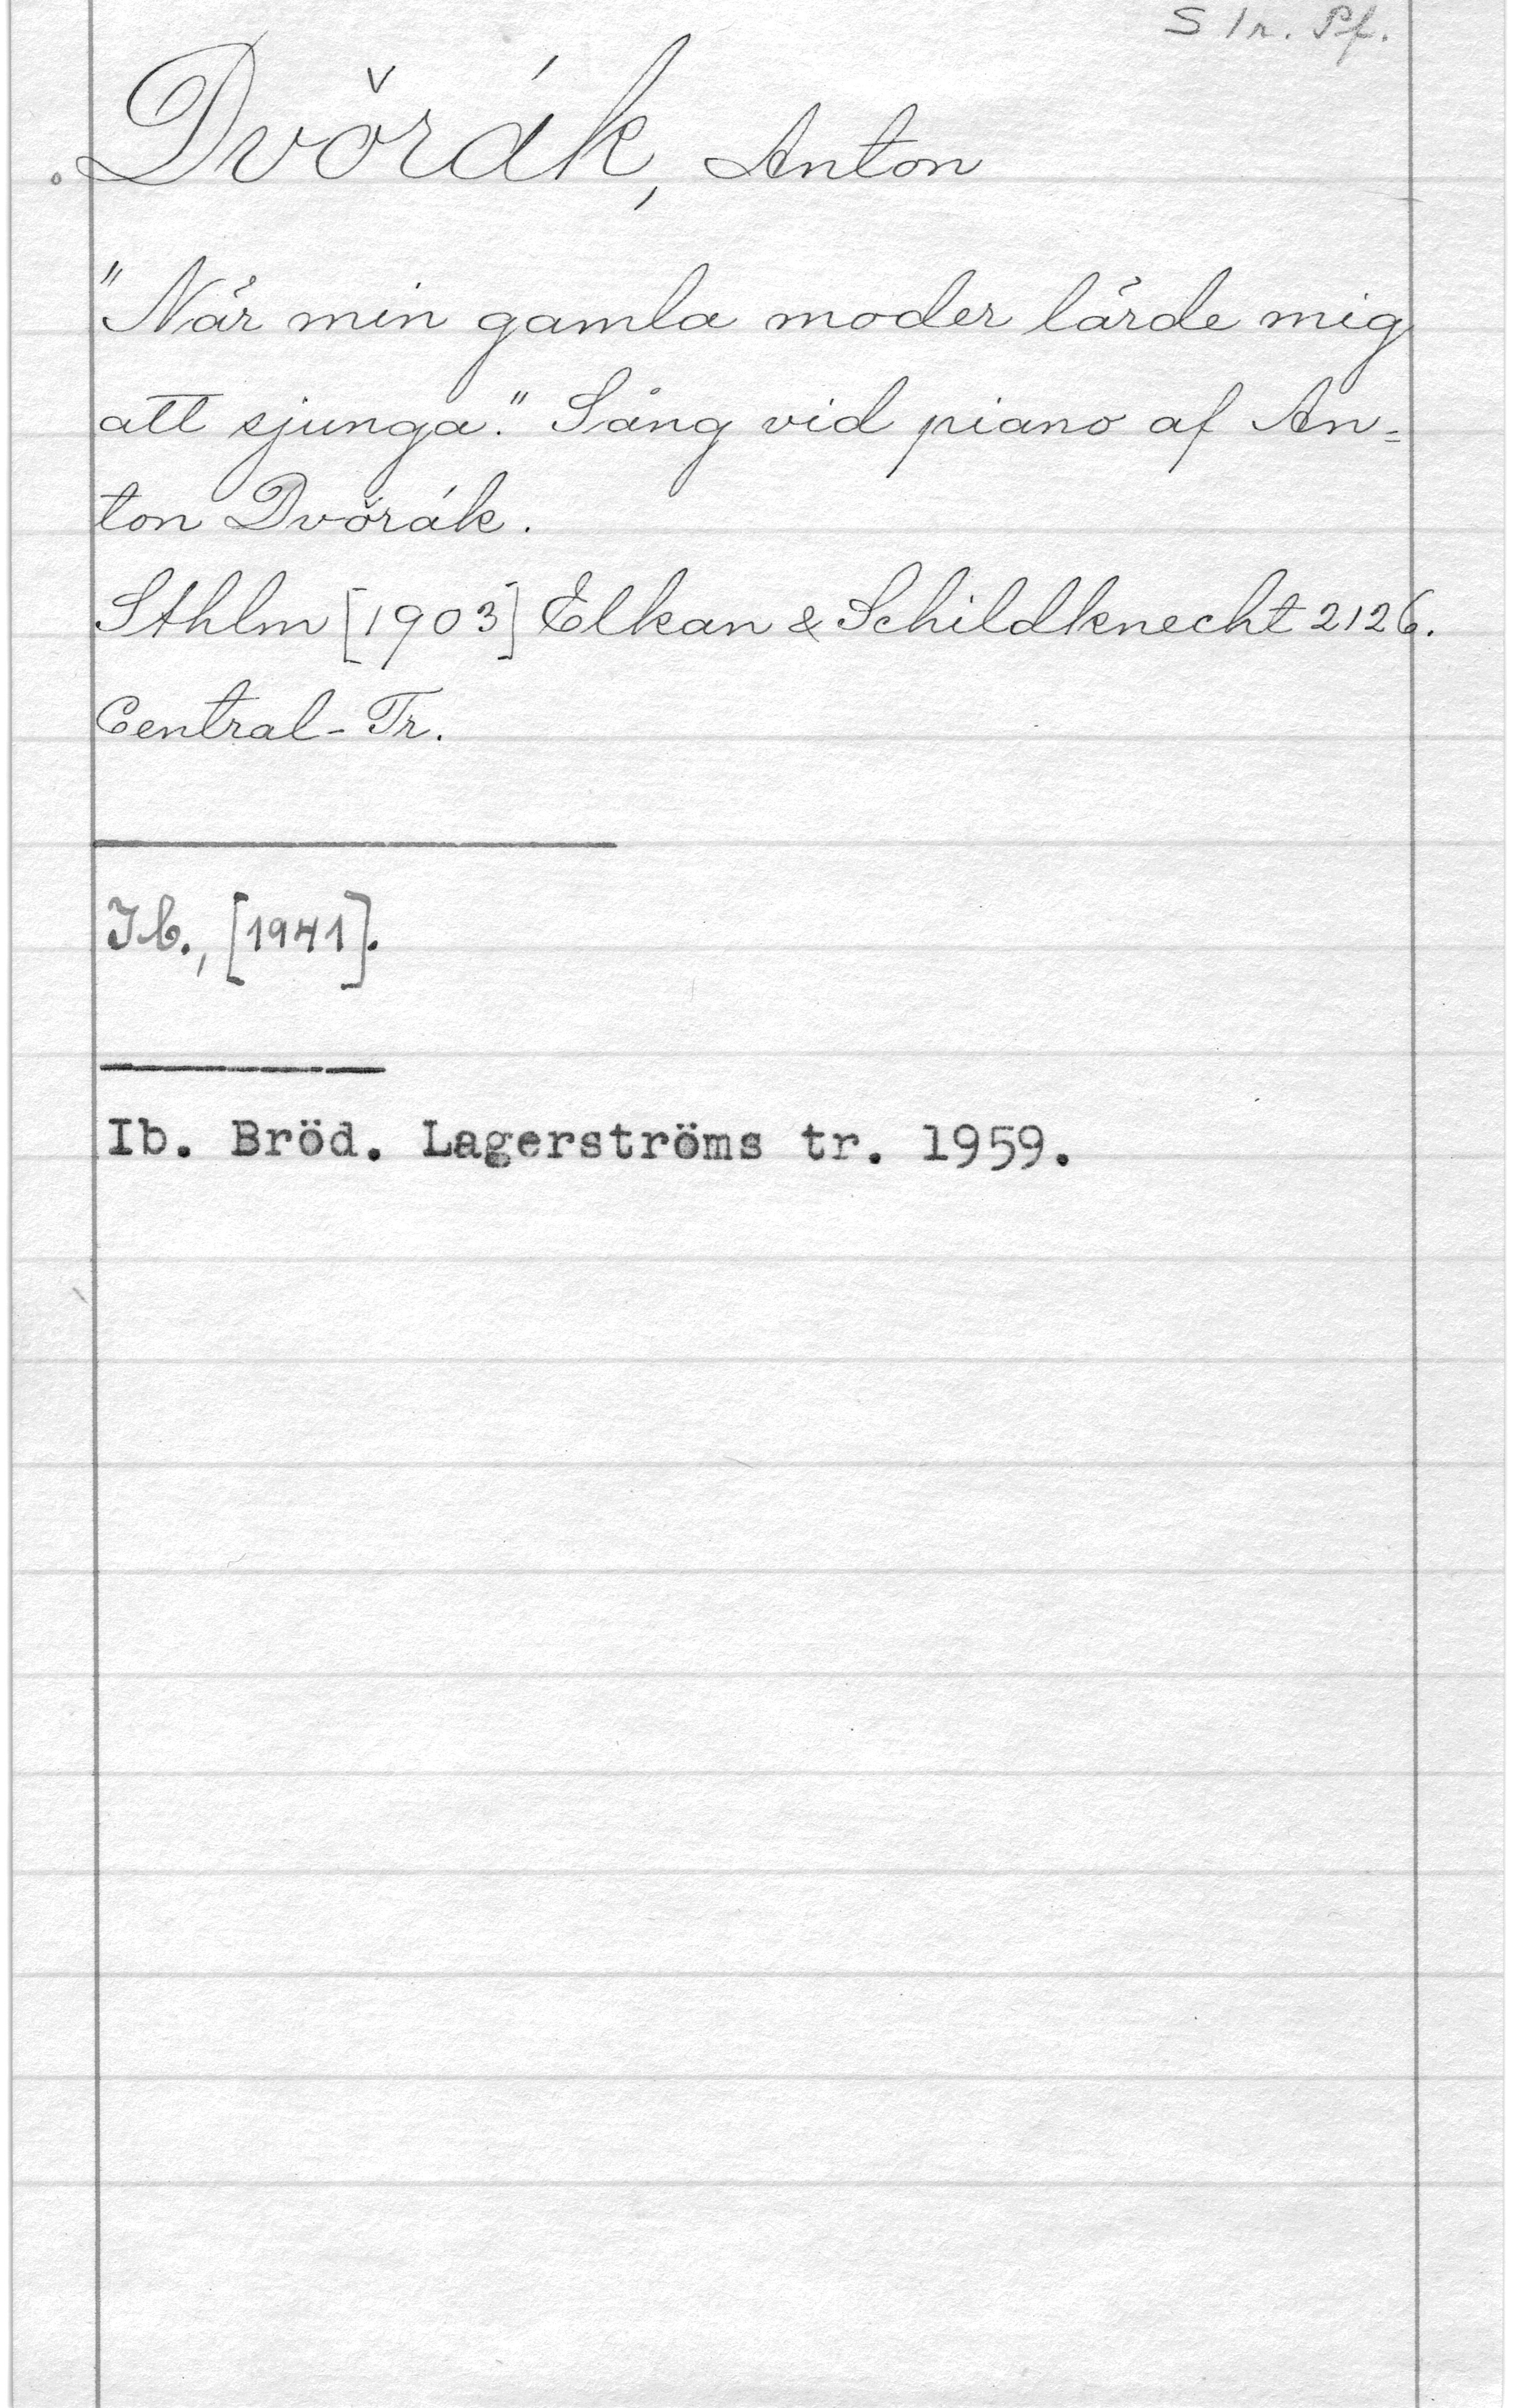 S 1r. Pf.
Dvořák, Anton
"När min gamla moder lärde mig
att sjunga." Sång vid piano af An=
ton Dvořák.
Sthlm [1903] Elkan & Schildknecht 2126.
Central-Tr.
Ib., [1941].
Ib. Bröd. Lagerströms tr. 1959.